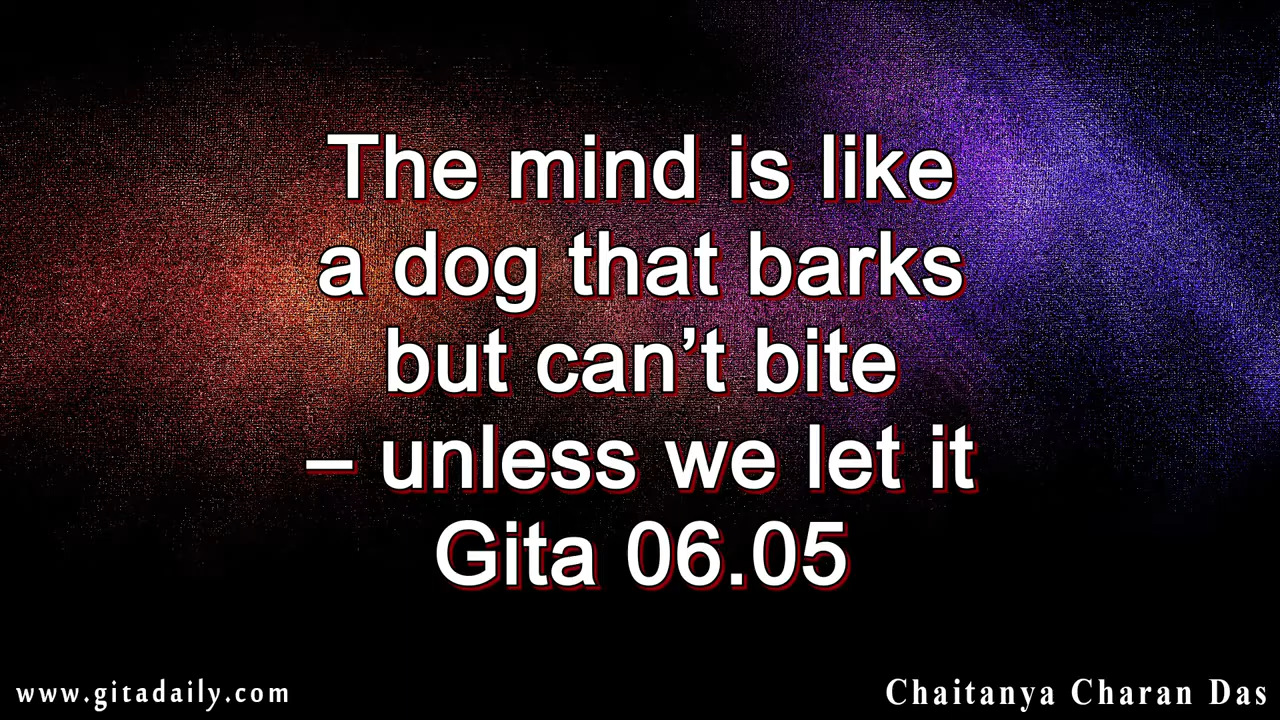 The mind is like
a dog that barks
but can’t bite
– unless we let it
Gita 06.05
www.gitadaily.com
Chaitanya Charan Das